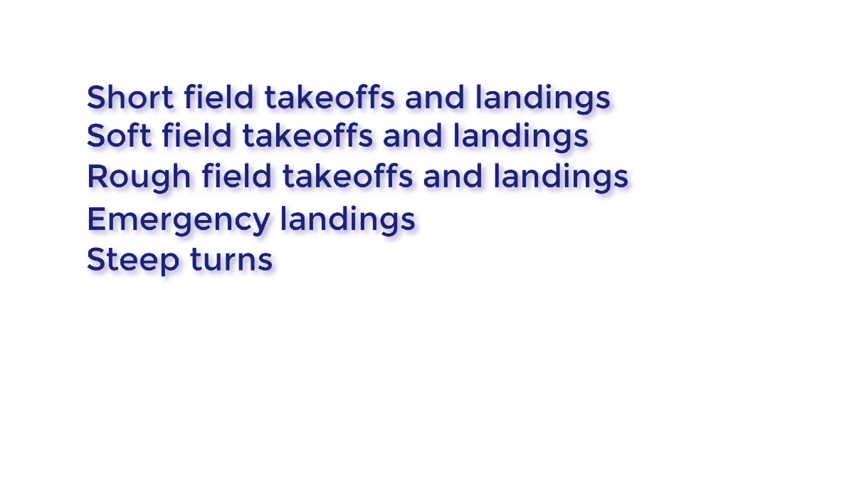 Short field takeoffs and landings
Soft field takeoffs and landings
Rough field takeoffs and landings
Emergency landings
Steep turns